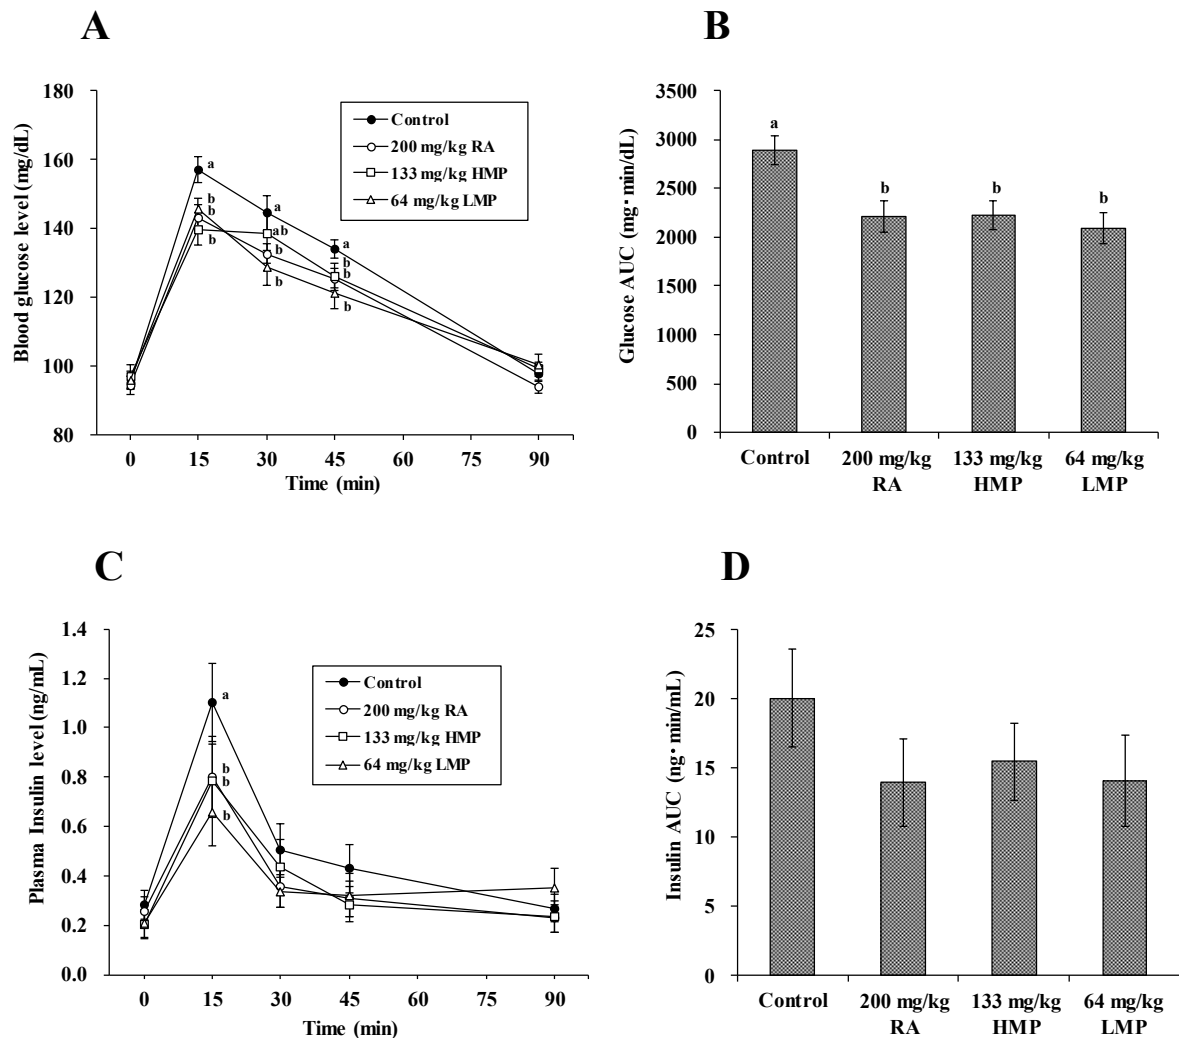 A
Blood glucose level (mg/dL)
180
160
140
120
100
80
Control
200 mg/kg RA
133 mg/kg HMP
64 mg/kg LMP
a
b
b
b
a
ab
b
b
a
b
b
b
0 15 30 45 60 75 90
Time (min)
B
Glucose AUC (mg·min/dL)
3500
3000
2500
2000
1500
1000
500
0
a
b
b
b
Control 200 mg/kg 133 mg/kg 64 mg/kg
RA HMP LMP
C
Plasma Insulin level (ng/mL)
1.4
1.2
1.0
0.8
0.6
0.4
0.2
0.0
Control
200 mg/kg RA
133 mg/kg HMP
64 mg/kg LMP
a
b
b
b
0 15 30 45 60 75 90
Time (min)
D
Insulin AUC (ng·min/mL)
25
20
15
10
5
0
Control 200 mg/kg 133 mg/kg 64 mg/kg
RA HMP LMP